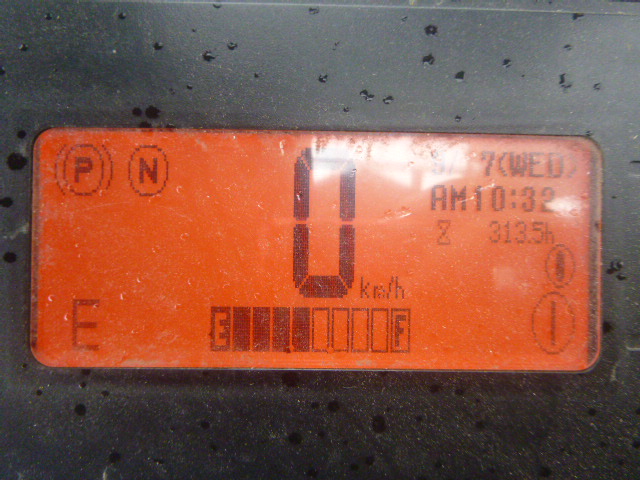 P N
0 km/h
7(WED)
AM10:32
313.5h
E
E F